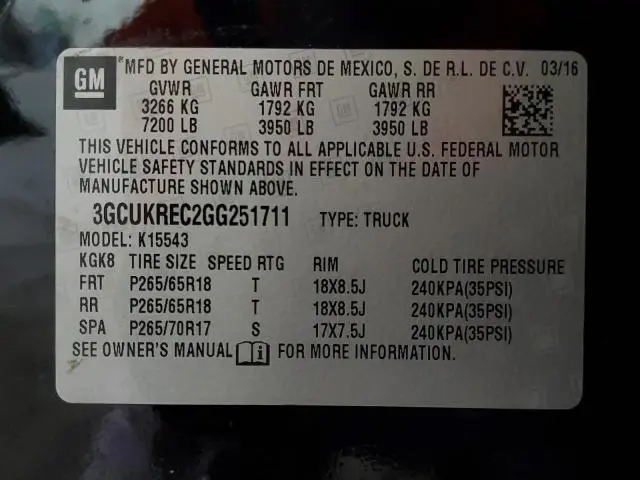 GM *MFD BY GENERAL MOTORS DE MEXICO, S. DE R.L. DE C.V. 03/16
GVWR GAWR FRT GAWR RR
3266 KG 1792 KG 1792 KG
7200 LB 3950 LB 3950 LB
THIS VEHICLE CONFORMS TO ALL APPLICABLE U.S. FEDERAL MOTOR
VEHICLE SAFETY STANDARDS IN EFFECT ON THE DATE OF
MANUFACTURE SHOWN ABOVE.
3GCUKREC2GG251711 TYPE: TRUCK
MODEL: K15543
KGK8 TIRE SIZE SPEED RTG RIM COLD TIRE PRESSURE
FRT P265/65R18 T 18X8.5J 240KPA(35PSI)
RR P265/65R18 T 18X8.5J 240KPA(35PSI)
SPA P265/70R17 S 17X7.5J 240KPA(35PSI)
SEE OWNER'S MANUAL FOR MORE INFORMATION.